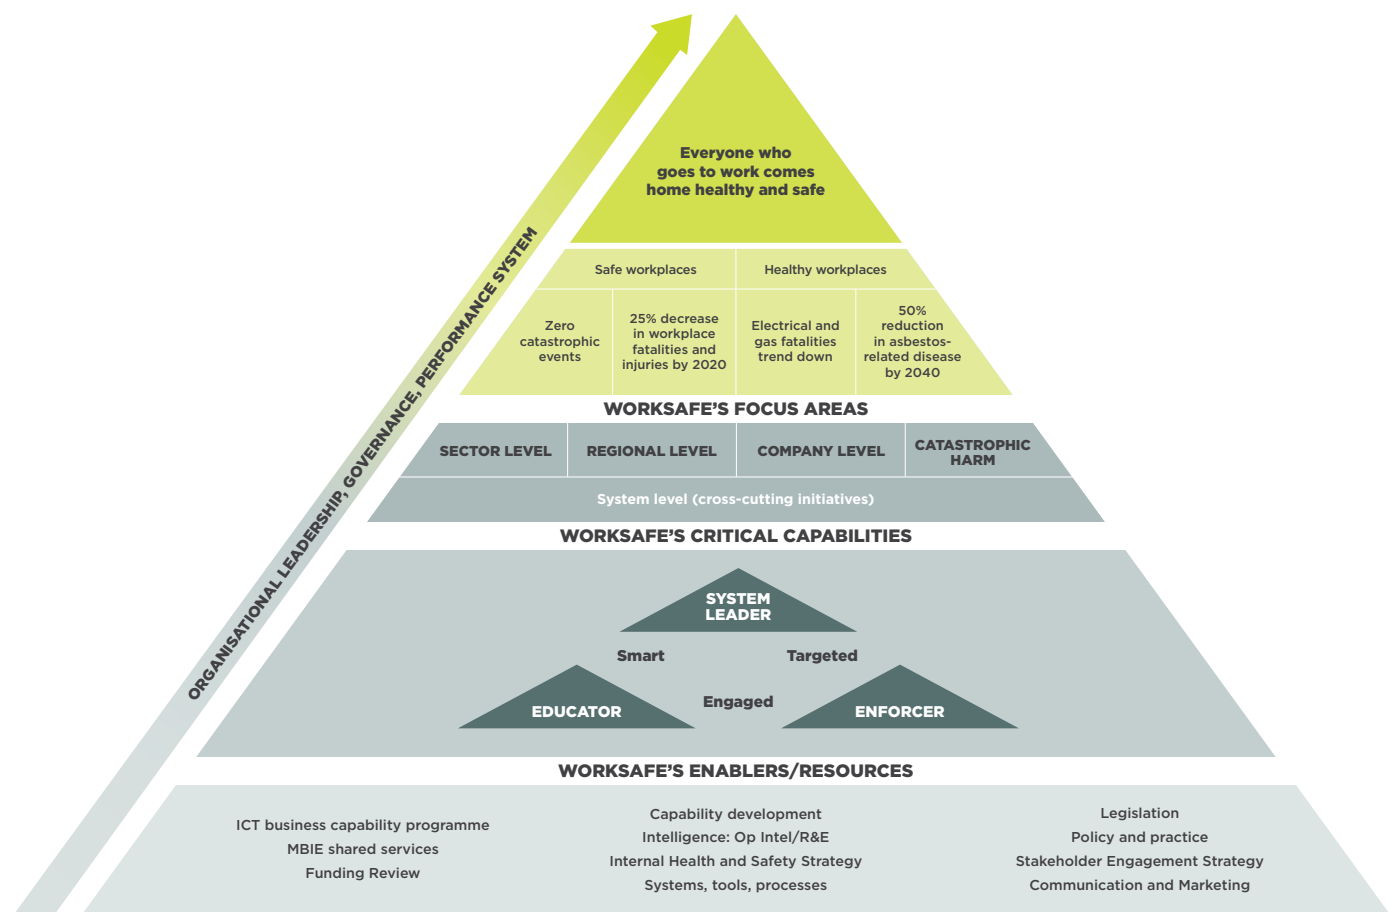 Everyone who
goes to work comes
home healthy and safe
ORGANISATIONAL LEADERSHIP, GOVERNANCE, PERFORMANCE SYSTEM
Safe workplaces
Healthy workplaces
Zero
catastrophic
events
25% decrease
in workplace
fatalities and
injuries by 2020
Electrical and
gas fatalities
trend down
50%
reduction
in asbestos-
related disease
by 2040
WORKSAFE’S FOCUS AREAS
SECTOR LEVEL
REGIONAL LEVEL
COMPANY LEVEL
CATASTROPHIC
HARM
System level (cross-cutting initiatives)
WORKSAFE’S CRITICAL CAPABILITIES
SYSTEM
LEADER
Smart
Targeted
EDUCATOR
Engaged
ENFORCER
WORKSAFE’S ENABLERS/RESOURCES
ICT business capability programme
MBIE shared services
Funding Review
Capability development
Intelligence: Op Intel/R&E
Internal Health and Safety Strategy
Systems, tools, processes
Legislation
Policy and practice
Stakeholder Engagement Strategy
Communication and Marketing